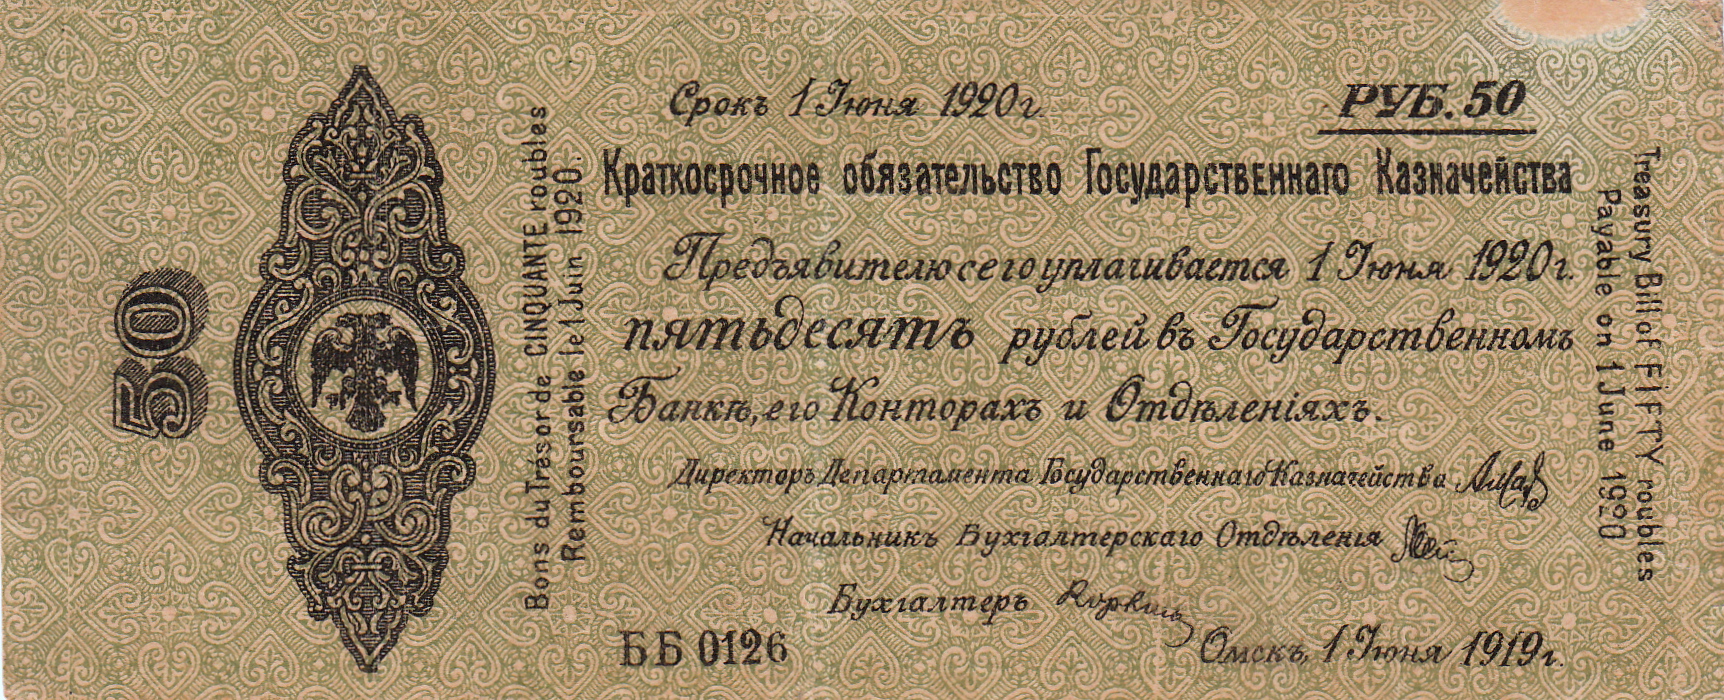 50
Bons du Trésor de CINQUANTE roubles
Remboursable le 1 Juin 1920.
Срокъ 1 Июня 1920 г.
РУБ. 50
Краткосрочное обязательство Государственнаго Казначейства
Предъявителю сего уплачивается 1 Июня 1920 г.
пятьдесятъ рублей въ Государственномъ
Банкѣ, его Конторахъ и Отдѣленіяхъ.
Директоръ Департамента Государственнаго Казначейства
Начальникъ Бухгалтерскаго Отдѣленія
Бухгалтеръ
ББ 0126
Омскъ, 1 Июня 1919 г.
Treasury Bill of FIFTY roubles
Payable on 1 June 1920